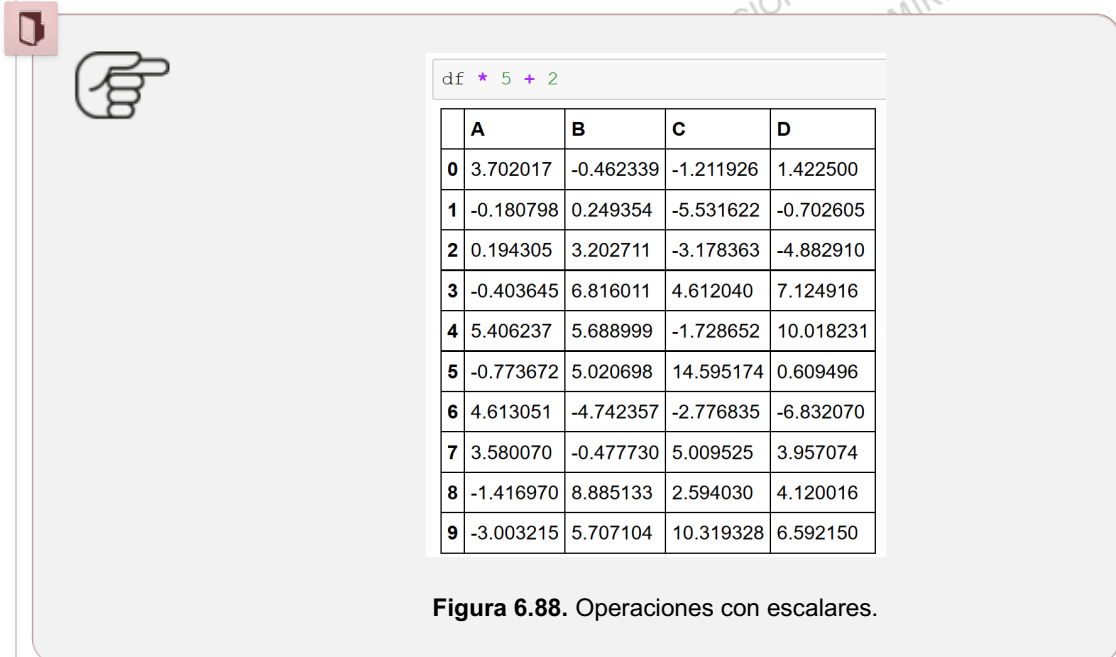 df * 5 + 2
A B C D
0 3.702017 -0.462339 -1.211926 1.422500
1 -0.180798 0.249354 -5.531622 -0.702605
2 0.194305 3.202711 -3.178363 -4.882910
3 -0.403645 6.816011 4.612040 7.124916
4 5.406237 5.688999 -1.728652 10.018231
5 -0.773672 5.020698 14.595174 0.609496
6 4.613051 -4.742357 -2.776835 -6.832070
7 3.580070 -0.477730 5.009525 3.957074
8 -1.416970 8.885133 2.594030 4.120016
9 -3.003215 5.707104 10.319328 6.592150
Figura 6.88. Operaciones con escalares.